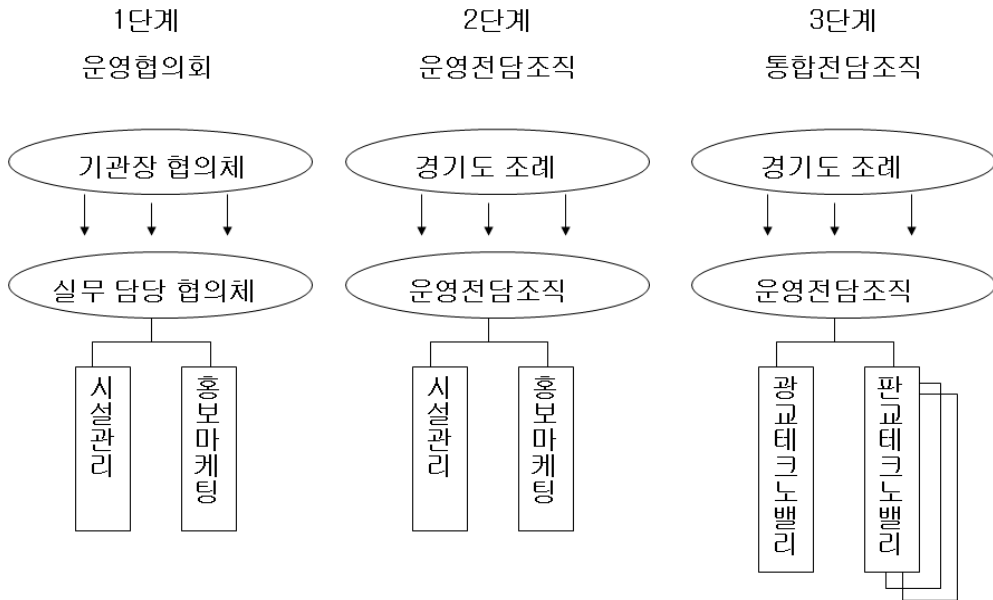 1단계
운영협의회
기관장 협의체
실무 담당 협의체
시설관리
홍보마케팅
2단계
운영전담조직
경기도 조례
운영전담조직
시설관리
홍보마케팅
3단계
통합전담조직
경기도 조례
운영전담조직
광교테크노밸리
판교테크노밸리